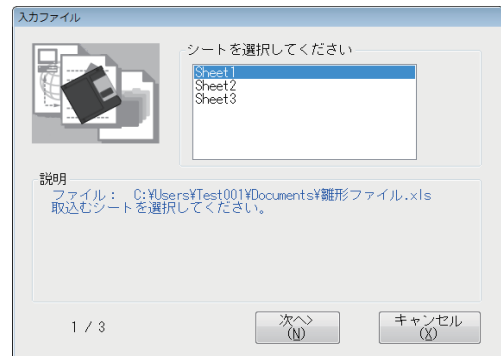 入力ファイル
シートを選択してください
Sheet1
Sheet2
Sheet3
説明
ファイル： C:¥Users¥Test001¥Documents¥雛形ファイル.xls
取込むシートを選択してください。
1 / 3
次へ>
(N)
キャンセル
(X)